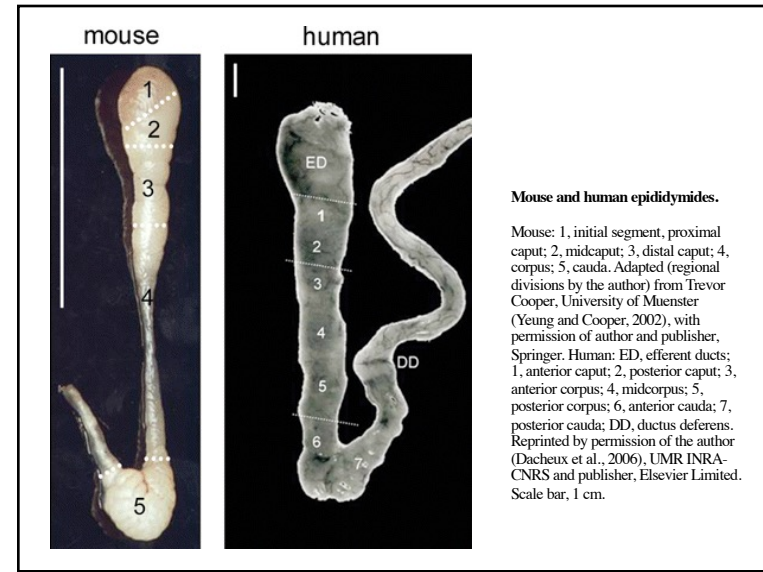 mouse
human
1
2
3
4
5
ED
1
2
3
4
5
6
7
DD
Mouse and human epididymides.
Mouse: 1, initial segment, proximal
caput; 2, midcaput; 3, distal caput; 4,
corpus; 5, cauda. Adapted (regional
divisions by the author) from Trevor
Cooper, University of Muenster
(Yeung and Cooper, 2002), with
permission of author and publisher,
Springer. Human: ED, efferent ducts;
1, anterior caput; 2, posterior caput; 3,
anterior corpus; 4, midcorpus; 5,
posterior corpus; 6, anterior cauda; 7,
posterior cauda; DD, ductus deferens.
Reprinted by permission of the author
(Dacheux et al., 2006), UMR INRA-
CNRS and publisher, Elsevier Limited.
Scale bar, 1 cm.